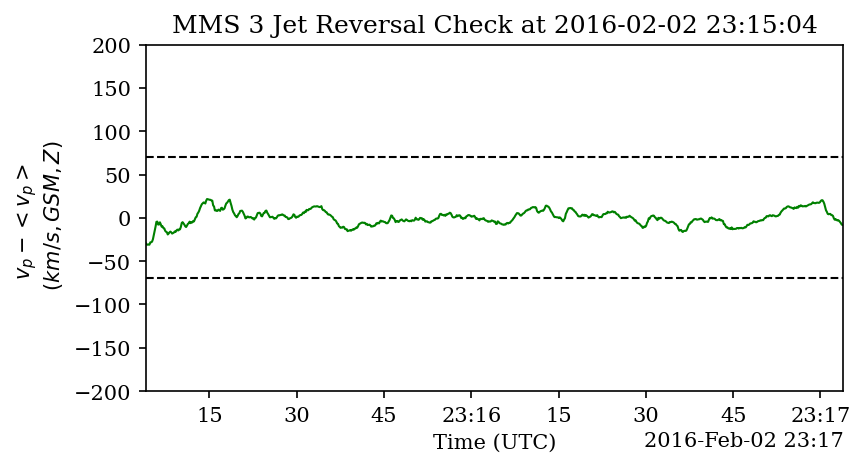 MMS 3 Jet Reversal Check at 2016-02-02 23:15:04
v_p − < v_p >
(km/s, GSM, Z)
200
150
100
50
0
−50
−100
−150
−200
15 30 45 23:16 15 30 45 23:17
Time (UTC) 2016-Feb-02 23:17